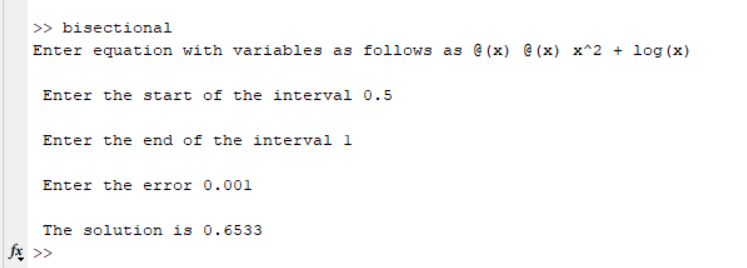 >> bisectional
Enter equation with variables as follows as @(x) @(x) x^2 + log(x)
Enter the start of the interval 0.5
Enter the end of the interval 1
Enter the error 0.001
The solution is 0.6533
fx >>